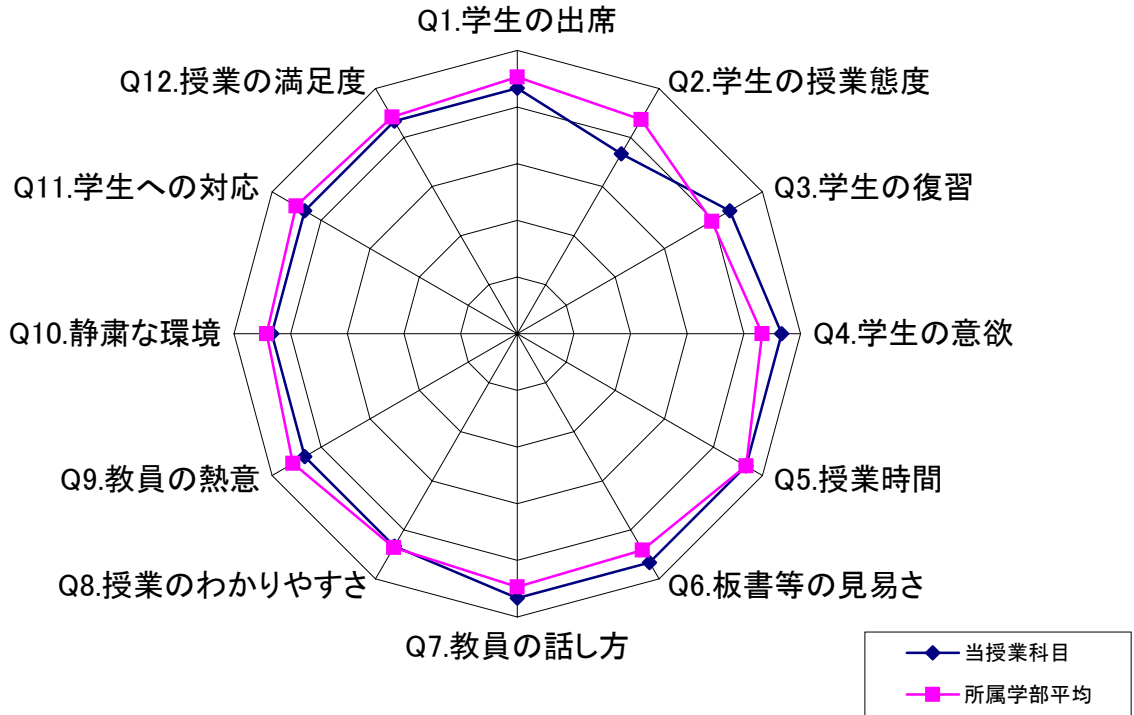 Q1.学生の出席
Q2.学生の授業態度
Q3.学生の復習
Q4.学生の意欲
Q5.授業時間
Q6.板書等の見易さ
Q7.教員の話し方
Q8.授業のわかりやすさ
Q9.教員の熱意
Q10.静粛な環境
Q11.学生への対応
Q12.授業の満足度
当授業科目
所属学部平均